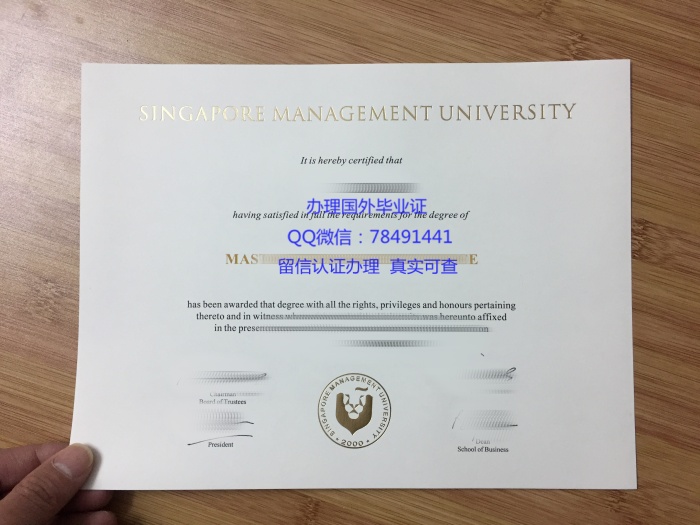 SINGAPORE MANAGEMENT UNIVERSITY
It is hereby certified that
办理国外毕业证
having satisfied in full the requirements for the degree of
QQ微信：78491441
MAS E
留信认证办理 真实可查
has been awarded that degree with all the rights, privileges and honours pertaining
thereto and in witness was hereunto affixed
in the
Chairman
Board of Trustees
President
SINGAPORE MANAGEMENT UNIVERSITY
2000
Dean
School of Business